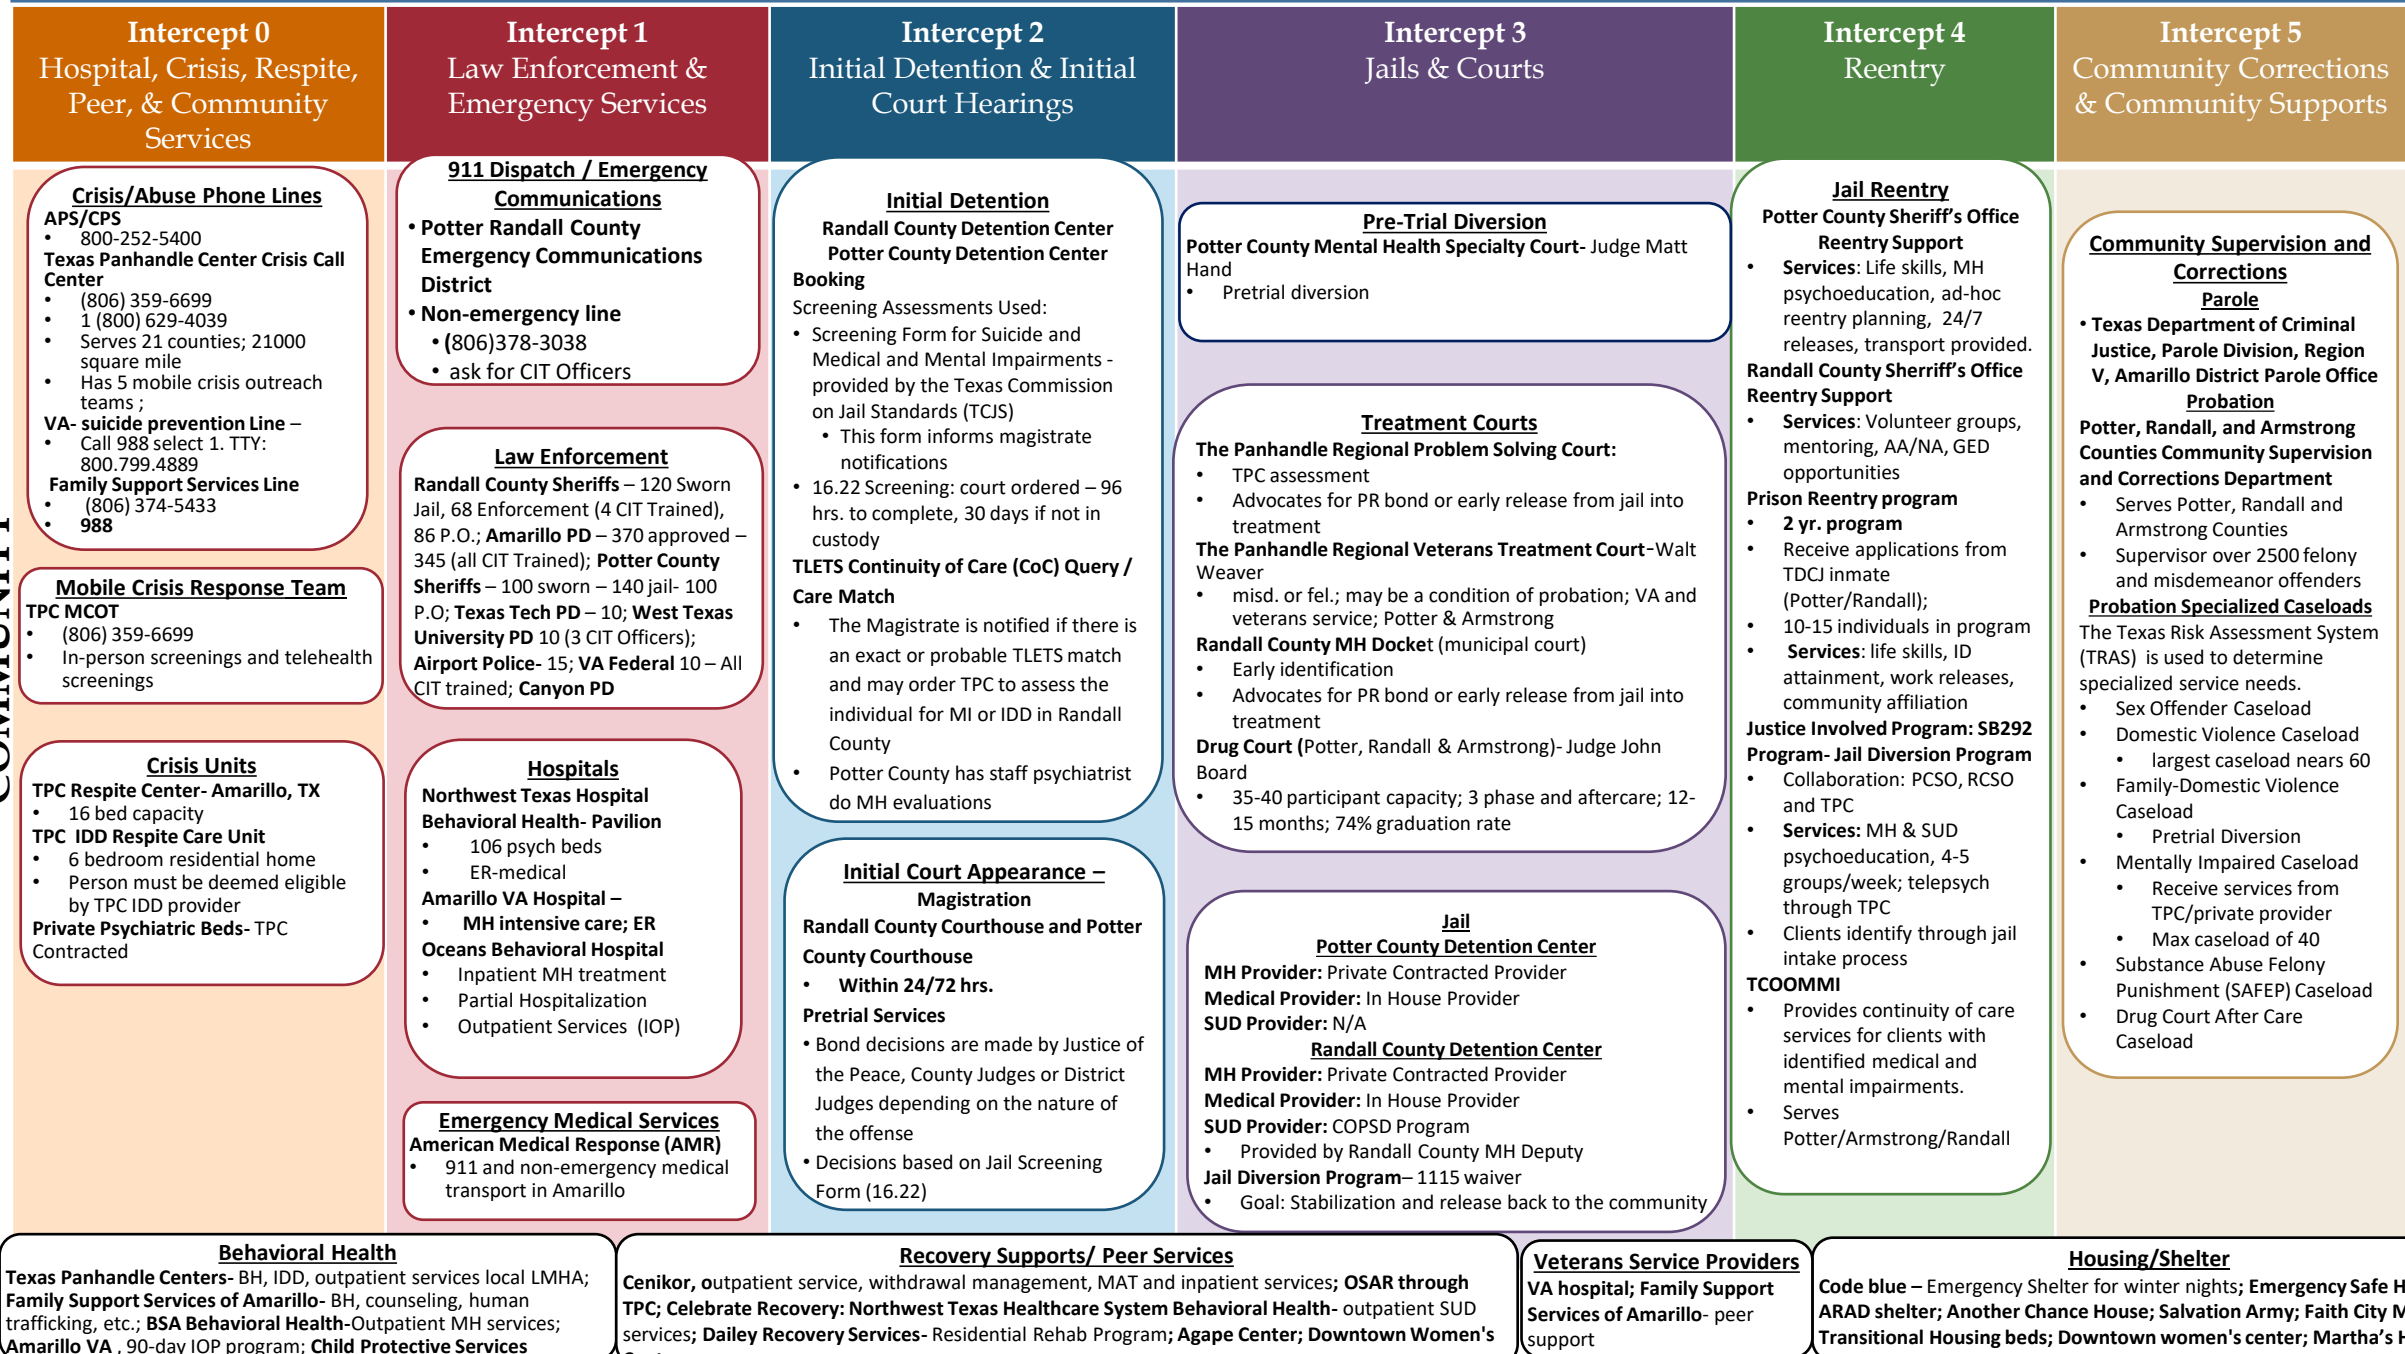 Intercept 0
Hospital, Crisis, Respite,
Peer, & Community
Services
Intercept 1
Law Enforcement &
Emergency Services
Intercept 2
Initial Detention & Initial
Court Hearings
Intercept 3
Jails & Courts
Intercept 4
Reentry
Intercept 5
Community Corrections
& Community Supports
COMMUNITY
Crisis/Abuse Phone Lines
APS/CPS
• 800-252-5400
Texas Panhandle Center Crisis Call
Center
• (806) 359-6699
• 1 (800) 629-4039
• Serves 21 counties; 21000
square mile
• Has 5 mobile crisis outreach
teams ;
VA- suicide prevention Line –
• Call 988 select 1. TTY:
800.799.4889
Family Support Services Line
• (806) 374-5433
• 988
Mobile Crisis Response Team
TPC MCOT
• (806) 359-6699
• In-person screenings and telehealth
screenings
Crisis Units
TPC Respite Center- Amarillo, TX
• 16 bed capacity
TPC IDD Respite Care Unit
• 6 bedroom residential home
• Person must be deemed eligible
by TPC IDD provider
Private Psychiatric Beds- TPC
Contracted
911 Dispatch / Emergency
Communications
• Potter Randall County
Emergency Communications
District
• Non-emergency line
• (806)378-3038
• ask for CIT Officers
Law Enforcement
Randall County Sheriffs – 120 Sworn
Jail, 68 Enforcement (4 CIT Trained),
86 P.O.; Amarillo PD – 370 approved –
345 (all CIT Trained); Potter County
Sheriffs – 100 sworn – 140 jail- 100
P.O; Texas Tech PD – 10; West Texas
University PD 10 (3 CIT Officers);
Airport Police- 15; VA Federal 10 – All
CIT trained; Canyon PD
Hospitals
Northwest Texas Hospital
Behavioral Health- Pavilion
• 106 psych beds
• ER-medical
Amarillo VA Hospital –
• MH intensive care; ER
Oceans Behavioral Hospital
• Inpatient MH treatment
• Partial Hospitalization
• Outpatient Services (IOP)
Emergency Medical Services
American Medical Response (AMR)
• 911 and non-emergency medical
transport in Amarillo
Initial Detention
Randall County Detention Center
Potter County Detention Center
Booking
Screening Assessments Used:
• Screening Form for Suicide and
Medical and Mental Impairments -
provided by the Texas Commission
on Jail Standards (TCJS)
• This form informs magistrate
notifications
• 16.22 Screening: court ordered – 96
hrs. to complete, 30 days if not in
custody
TLETS Continuity of Care (CoC) Query /
Care Match
• The Magistrate is notified if there is
an exact or probable TLETS match
and may order TPC to assess the
individual for MI or IDD in Randall
County
• Potter County has staff psychiatrist
do MH evaluations
Initial Court Appearance –
Magistration
Randall County Courthouse and Potter
County Courthouse
• Within 24/72 hrs.
Pretrial Services
• Bond decisions are made by Justice of
the Peace, County Judges or District
Judges depending on the nature of
the offense
• Decisions based on Jail Screening
Form (16.22)
Pre-Trial Diversion
Potter County Mental Health Specialty Court- Judge Matt
Hand
• Pretrial diversion
Treatment Courts
The Panhandle Regional Problem Solving Court:
• TPC assessment
• Advocates for PR bond or early release from jail into
treatment
The Panhandle Regional Veterans Treatment Court-Walt
Weaver
• misd. or fel.; may be a condition of probation; VA and
veterans service; Potter & Armstrong
Randall County MH Docket (municipal court)
• Early identification
• Advocates for PR bond or early release from jail into
treatment
Drug Court (Potter, Randall & Armstrong)- Judge John
Board
• 35-40 participant capacity; 3 phase and aftercare; 12-
15 months; 74% graduation rate
Jail
Potter County Detention Center
MH Provider: Private Contracted Provider
Medical Provider: In House Provider
SUD Provider: N/A
Randall County Detention Center
MH Provider: Private Contracted Provider
Medical Provider: In House Provider
SUD Provider: COPSD Program
• Provided by Randall County MH Deputy
Jail Diversion Program– 1115 waiver
• Goal: Stabilization and release back to the community
Jail Reentry
Potter County Sheriff's Office
Reentry Support
• Services: Life skills, MH
psychoeducation, ad-hoc
reentry planning, 24/7
releases, transport provided.
Randall County Sherriff's Office
Reentry Support
• Services: Volunteer groups,
mentoring, AA/NA, GED
opportunities
Prison Reentry program
• 2 yr. program
• Receive applications from
TDCJ inmate
(Potter/Randall);
• 10-15 individuals in program
• Services: life skills, ID
attainment, work releases,
community affiliation
Justice Involved Program: SB292
Program- Jail Diversion Program
• Collaboration: PCSO, RCSO
and TPC
• Services: MH & SUD
psychoeducation, 4-5
groups/week; telepsych
through TPC
• Clients identify through jail
intake process
TCOOMMI
• Provides continuity of care
services for clients with
identified medical and
mental impairments.
• Serves
Potter/Armstrong/Randall
Community Supervision and
Corrections
Parole
• Texas Department of Criminal
Justice, Parole Division, Region
V, Amarillo District Parole Office
Probation
Potter, Randall, and Armstrong
Counties Community Supervision
and Corrections Department
• Serves Potter, Randall and
Armstrong Counties
• Supervisor over 2500 felony
and misdemeanor offenders
Probation Specialized Caseloads
The Texas Risk Assessment System
(TRAS) is used to determine
specialized service needs.
• Sex Offender Caseload
• Domestic Violence Caseload
• largest caseload nears 60
• Family-Domestic Violence
Caseload
• Pretrial Diversion
• Mentally Impaired Caseload
• Receive services from
TPC/private provider
• Max caseload of 40
• Substance Abuse Felony
Punishment (SAFEP) Caseload
• Drug Court After Care
Caseload
Behavioral Health
Texas Panhandle Centers- BH, IDD, outpatient services local LMHA;
Family Support Services of Amarillo- BH, counseling, human
trafficking, etc.; BSA Behavioral Health-Outpatient MH services;
Amarillo VA , 90-day IOP program; Child Protective Services
Recovery Supports/ Peer Services
Cenikor, outpatient service, withdrawal management, MAT and inpatient services; OSAR through
TPC; Celebrate Recovery: Northwest Texas Healthcare System Behavioral Health- outpatient SUD
services; Dailey Recovery Services- Residential Rehab Program; Agape Center; Downtown Women's
Veterans Service Providers
VA hospital; Family Support
Services of Amarillo- peer
support
Housing/Shelter
Code blue – Emergency Shelter for winter nights; Emergency Safe H
ARAD shelter; Another Chance House; Salvation Army; Faith City M
Transitional Housing beds; Downtown women's center; Martha's H